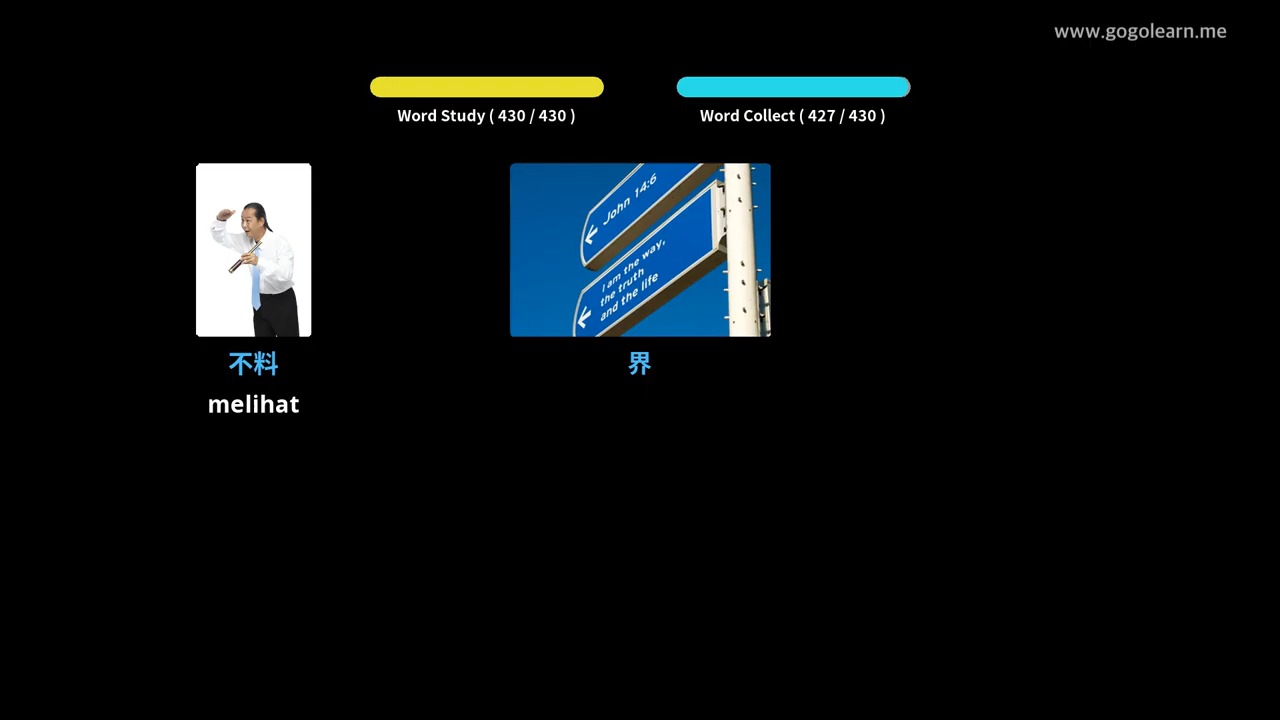 www.gogolearn.me
Word Study ( 430 / 430 )
Word Collect ( 427 / 430 )
John 14:6
I am the way,
the truth
and the life
不料
界
melihat